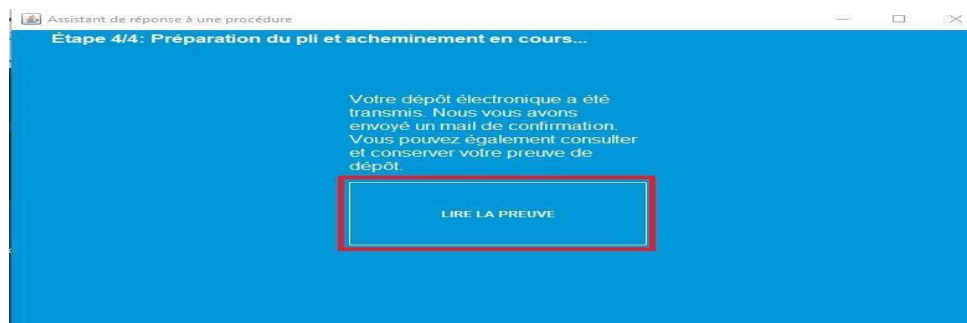 Assistant de réponse à une procédure
Étape 4/4: Préparation du pli et acheminement en cours...
Votre dépôt électronique a été
transmis. Nous vous avons
envoyé un mail de confirmation.
Vous pouvez également consulter
et conserver votre preuve de
dépôt.
LIRE LA PREUVE